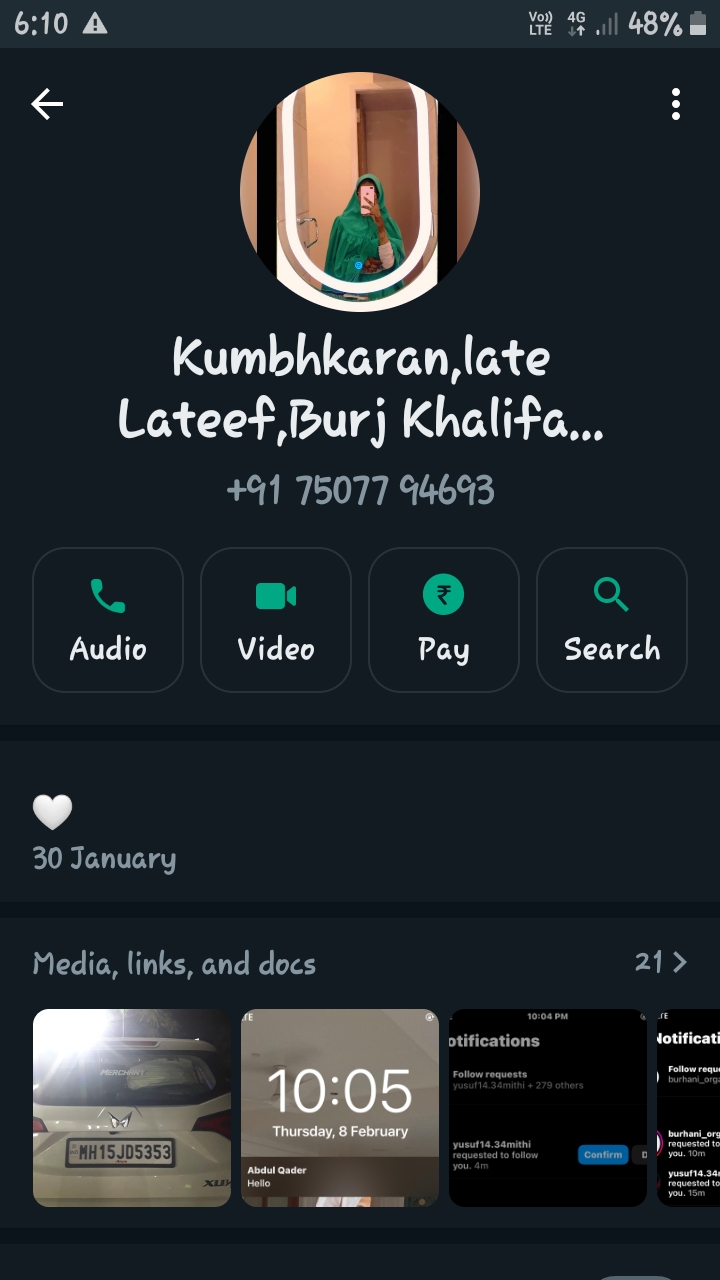 6:10
Vo)) LTE 4G 48%
Kumbhkaran,late
Lateef,Burj Khalifa...
+91 75077 94693
Audio Video Pay Search
30 January
Media, links, and docs 21
MERCHANT
MH15JD5353
10:05
Thursday, 8 February
Abdul Qader
Hello
10:04 PM
otifications
Follow requests
yusuf14.34mithi + 279 others
yusuf14.34mithi
requested to follow
you. 4m
Confirm D
Notificati
Follow reque
burhani_org
burhani_org
requested to
you. 10m
yusuf14.34
requested to
you. 15m